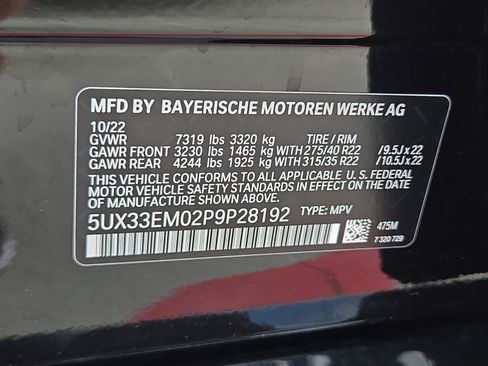 MFD BY BAYERISCHE MOTOREN WERKE AG
10/22
GVWR 7319 lbs 3320 kg TIRE / RIM
GAWR FRONT 3230 lbs 1465 kg WITH 275/40 R22 / 9.5J x 22
GAWR REAR 4244 lbs 1925 kg WITH 315/35 R22 / 10.5J x 22
THIS VEHICLE CONFORMS TO ALL APPLICABLE U. S. FEDERAL
MOTOR VEHICLE SAFETY STANDARDS IN EFFECT ON THE DATE OF
MANUFACTURE SHOWN ABOVE.
5UX33EM02P9P28192 TYPE: MPV
475M
7 320 729